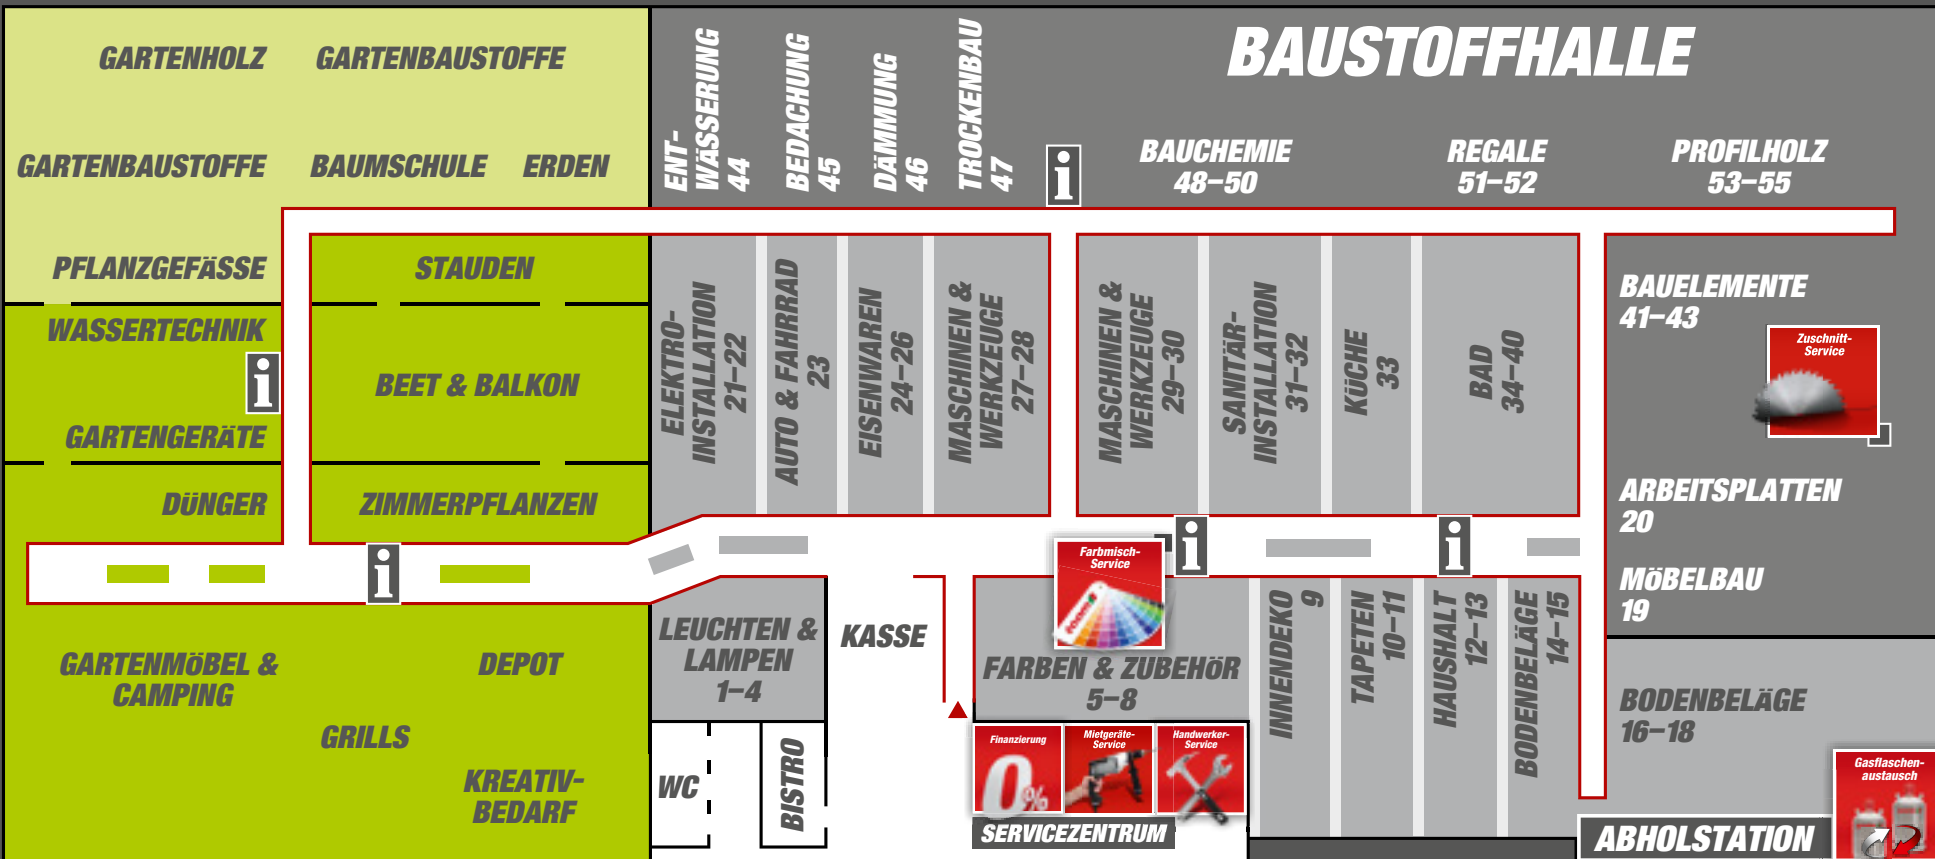 GARTENHOLZ
GARTENBAUSTOFFE
GARTENBAUSTOFFE
BAUMSCHULE
ERDEN
PFLANZGEFÄSSE
STAUDEN
WASSERTECHNIK
i
BEET & BALKON
GARTENGERÄTE
DÜNGER
ZIMMERPFLANZEN
i
GARTENMÖBEL &
CAMPING
DEPOT
GRILLS
KREATIV-
BEDARF
ENT-
WÄSSERUNG
44
BEDACHUNG
45
DÄMMUNG
46
TROCKENBAU
47
BAUSTOFFHALLE
i
BAUCHEMIE
48–50
REGALE
51–52
PROFILHOLZ
53–55
ELEKTRO-
INSTALLATION
21–22
AUTO & FAHRRAD
23
EISENWAREN
24–26
MASCHINEN &
WERKZEUGE
27–28
MASCHINEN &
WERKZEUGE
29–30
SANITÄR-
INSTALLATION
31–32
KÜCHE
33
BAD
34–40
BAUELEMENTE
41–43
Zuschnitt-
Service
ARBEITSPLATTEN
20
MÖBELBAU
19
i
i
Farbmisch-
Service
toom
LEUCHTEN &
LAMPEN
1–4
KASSE
FARBEN & ZUBEHÖR
5–8
INNENDEKO
9
TAPETEN
10–11
HAUSHALT
12–13
BODENBELÄGE
14–15
BODENBELÄGE
16–18
WC
BISTRO
Finanzierung
0%
Mietgeräte-
Service
Handwerker-
Service
SERVICEZENTRUM
ABHOLSTATION
Gasflaschen-
austausch